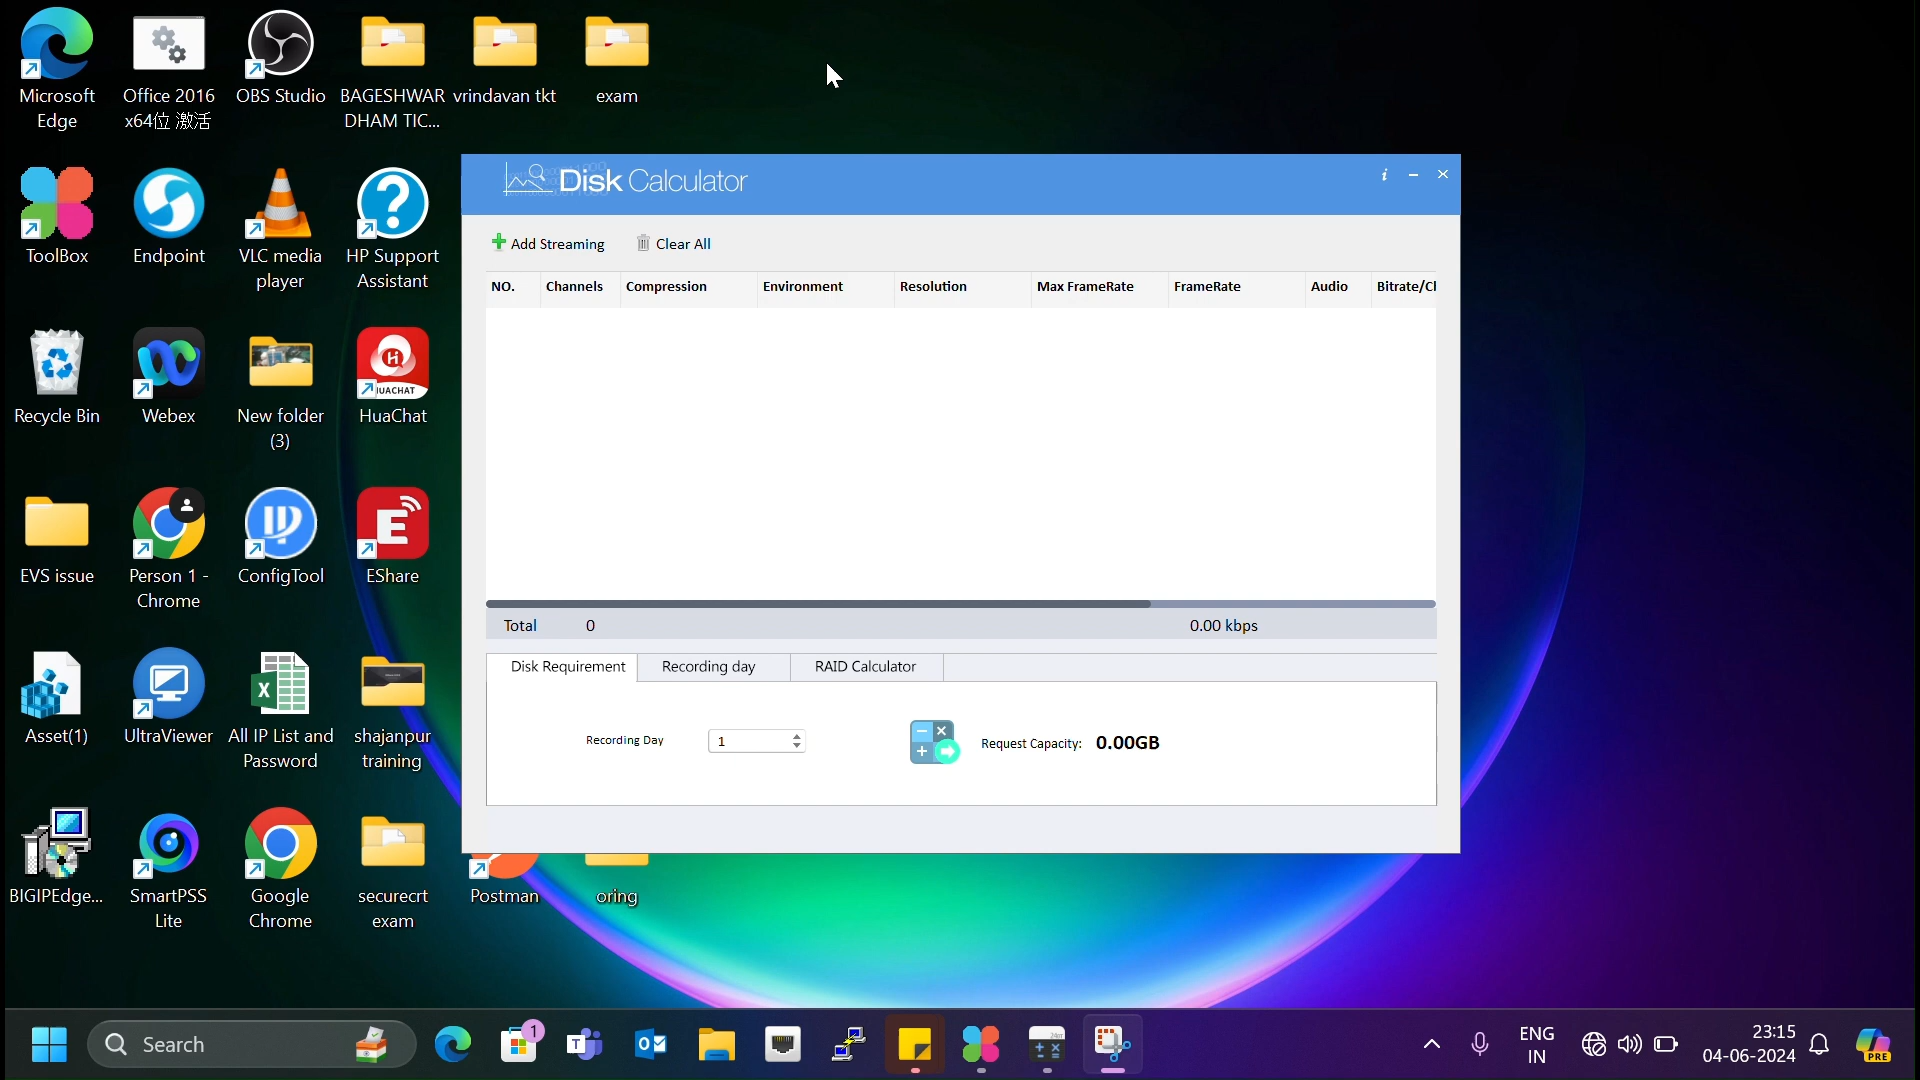 Microsoft
Edge
Office 2016
x64位 激活
OBS Studio
BAGESHWAR
DHAM TIC...
vrindavan tkt
exam
ToolBox
Endpoint
VLC media
player
HP Support
Assistant
Recycle Bin
Webex
New folder
(3)
HUACHAT
HuaChat
EVS issue
Person 1 -
Chrome
ConfigTool
EShare
Asset(1)
UltraViewer
All IP List and
Password
shajanpur
training
BIGIPEdge...
SmartPSS
Lite
Google
Chrome
securecrt
exam
Postman
oring
Disk Calculator
Add Streaming
Clear All
NO. Channels Compression Environment Resolution Max FrameRate FrameRate Audio
Total 0 0.00 kbps
Disk Requirement Recording day RAID Calculator
Recording Day 1 Request Capacity: 0.00GB
Search
1
24H
ENG
IN
23:15
04-06-2024
PRE